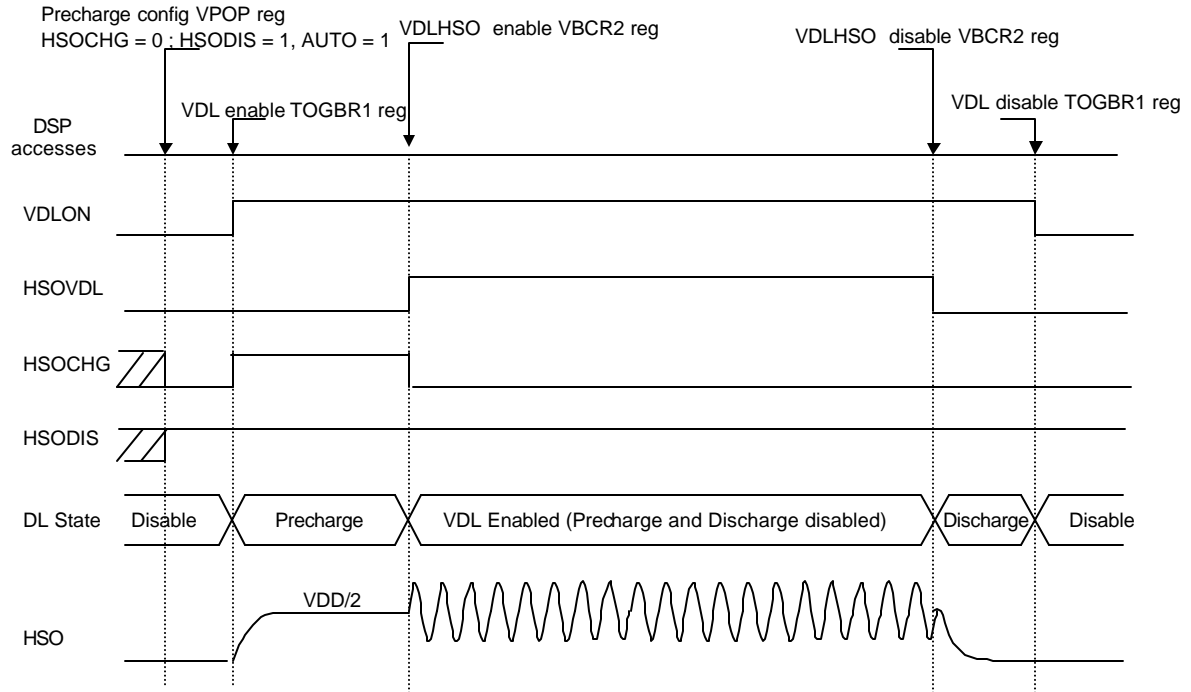 Precharge config VPOP reg
HSOCHG = 0 ; HSODIS = 1, AUTO = 1
VDLHSO enable VBCR2 reg
VDLHSO disable VBCR2 reg
VDL enable TOGBR1 reg
VDL disable TOGBR1 reg
DSP
accesses
VDLON
HSOVDL
HSOCHG
HSODIS
DL State
Disable
Precharge
VDL Enabled (Precharge and Discharge disabled)
Discharge
Disable
VDD/2
HSO